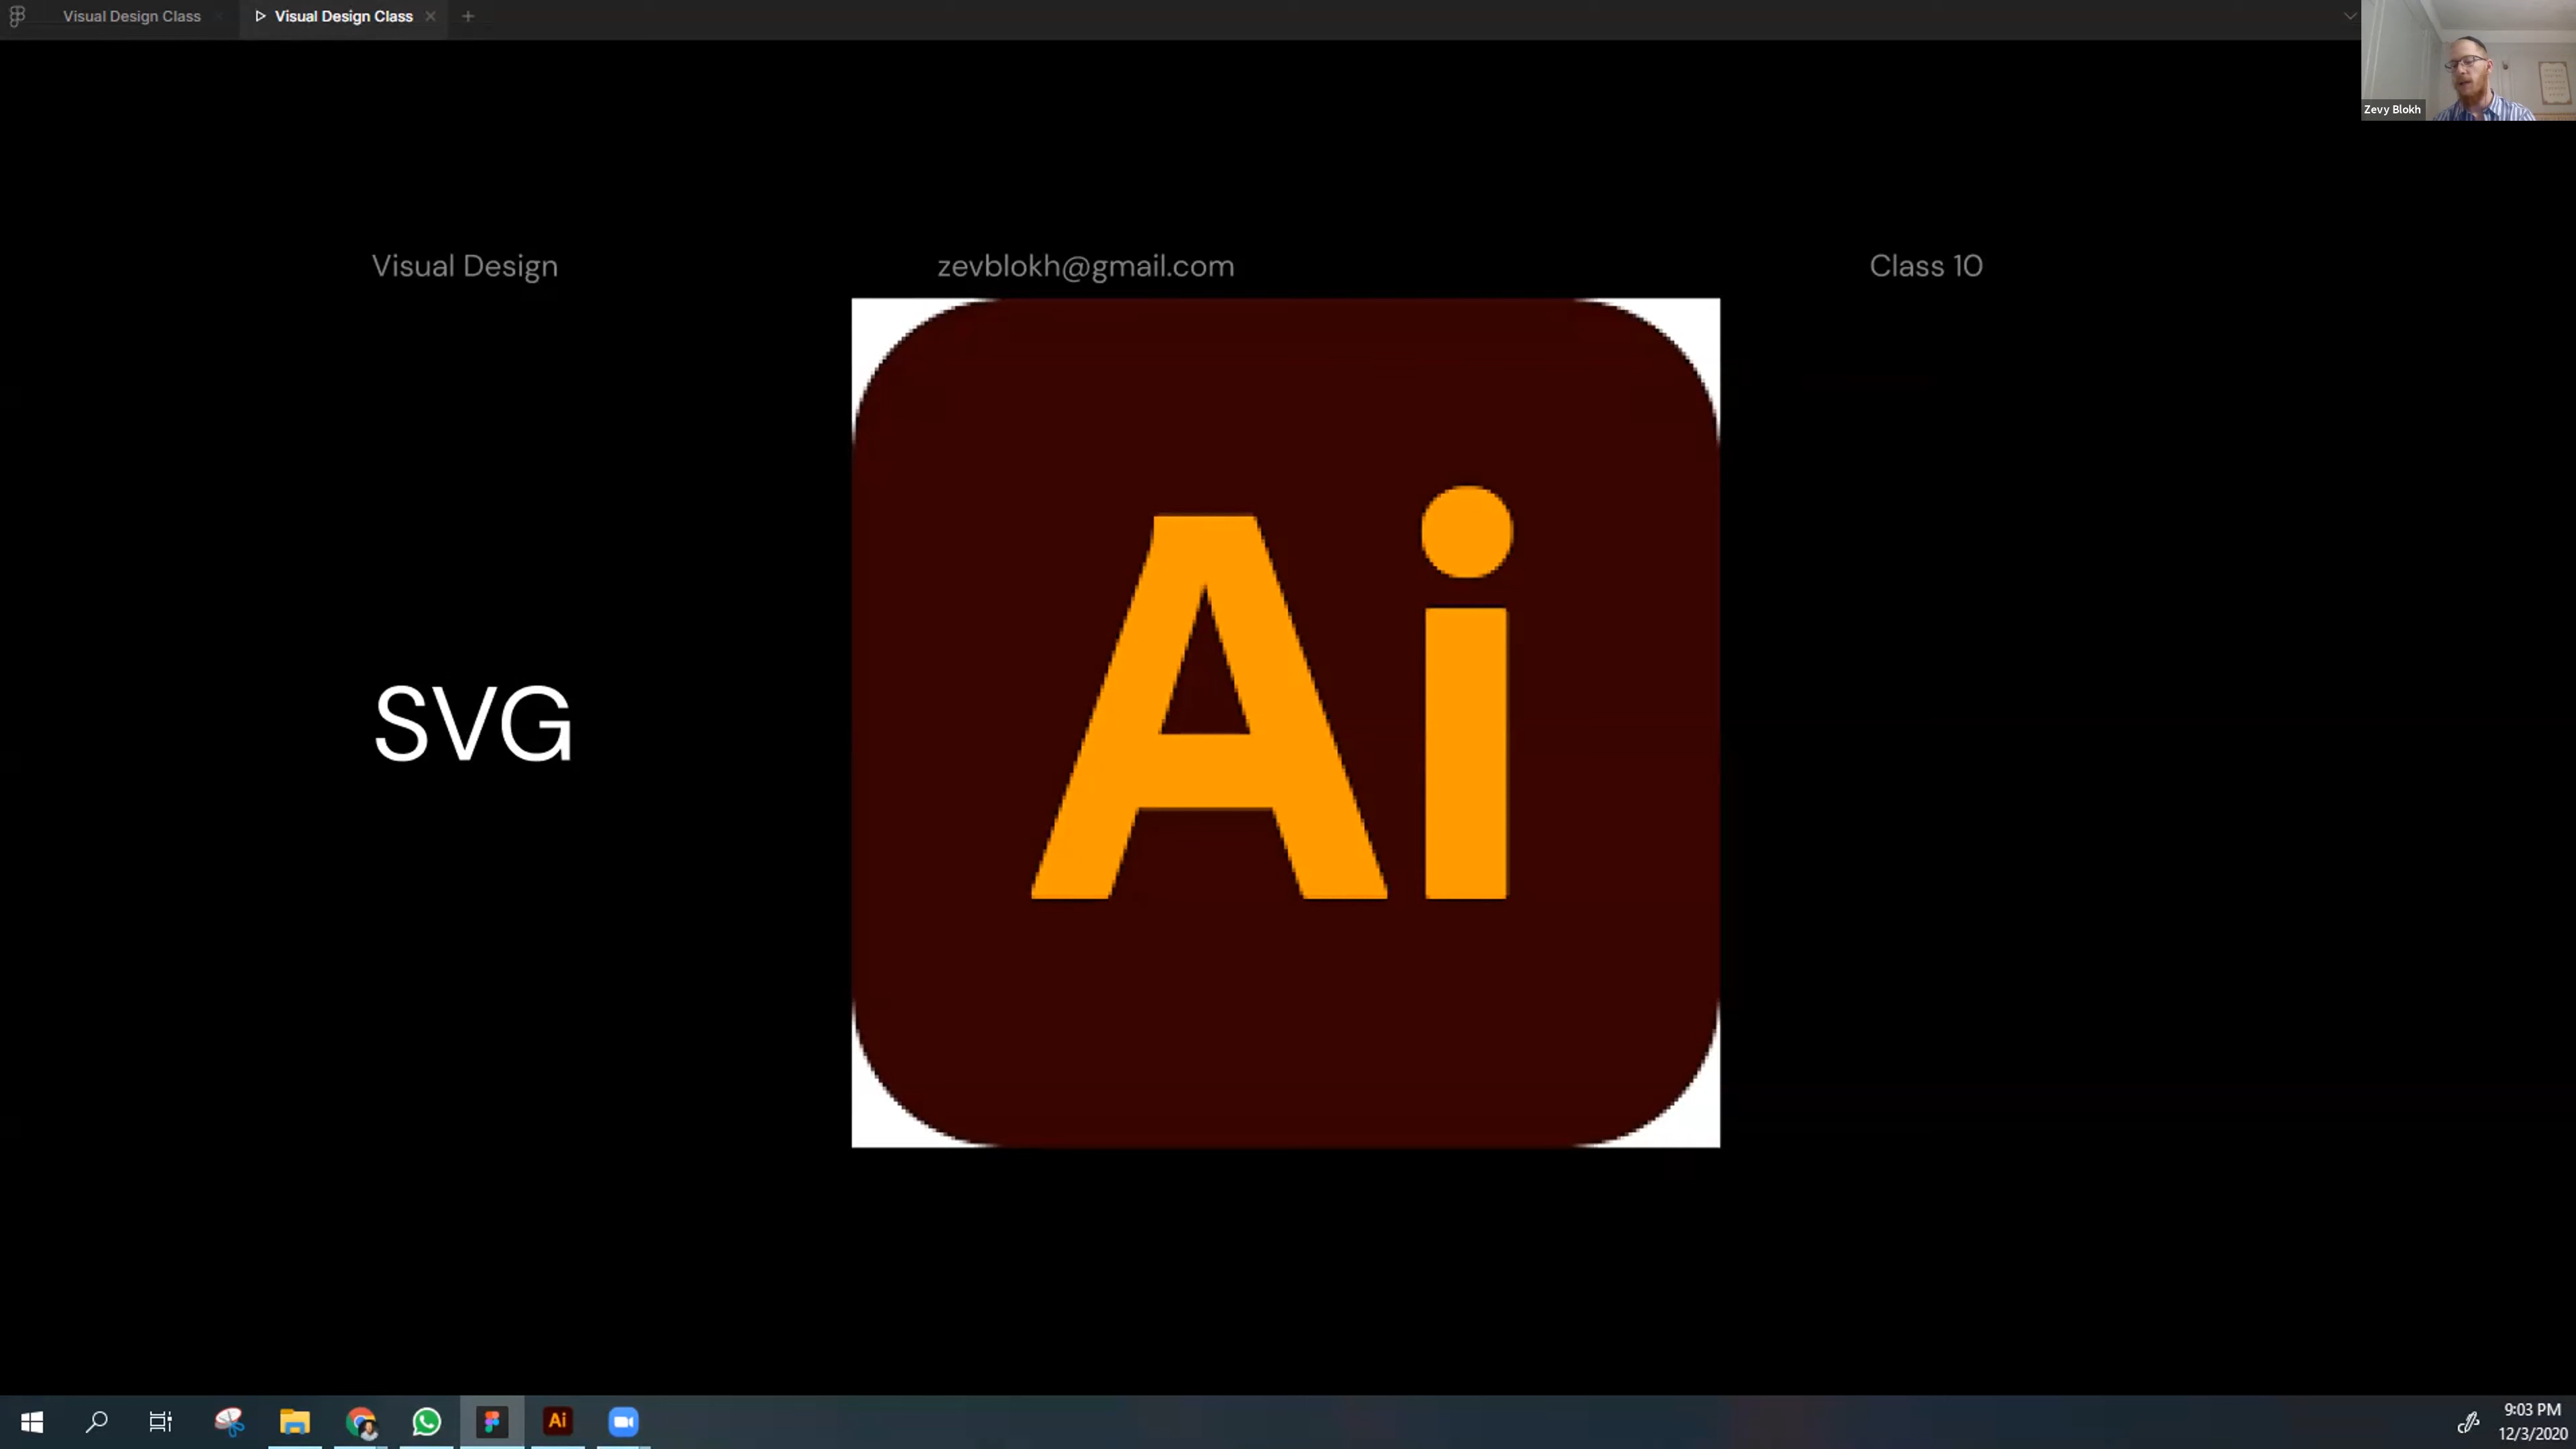 Visual Design Class
Visual Design Class
Zevy Blokh
Visual Design
zevblokh@gmail.com
Class 10
SVG
Ai
Ai
9:03 PM
12/3/2020